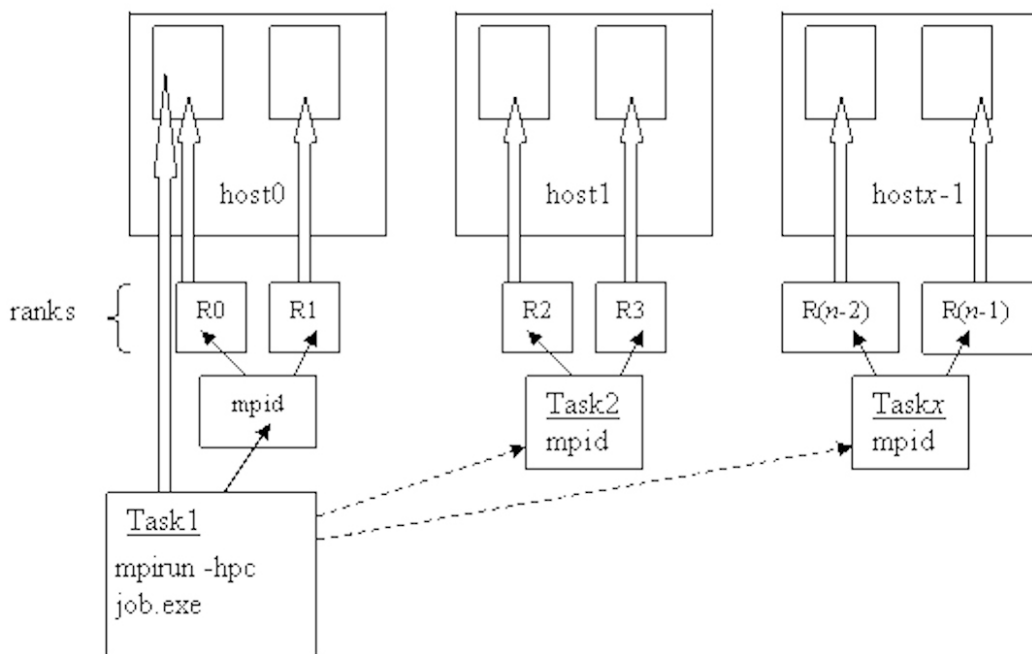 host0
host1
hostx-1
ranks
R0
R1
R2
R3
R(n-2)
R(n-1)
mpid
Task2
mpid
Taskx
mpid
Task1
mpirun -hpc
job.exe